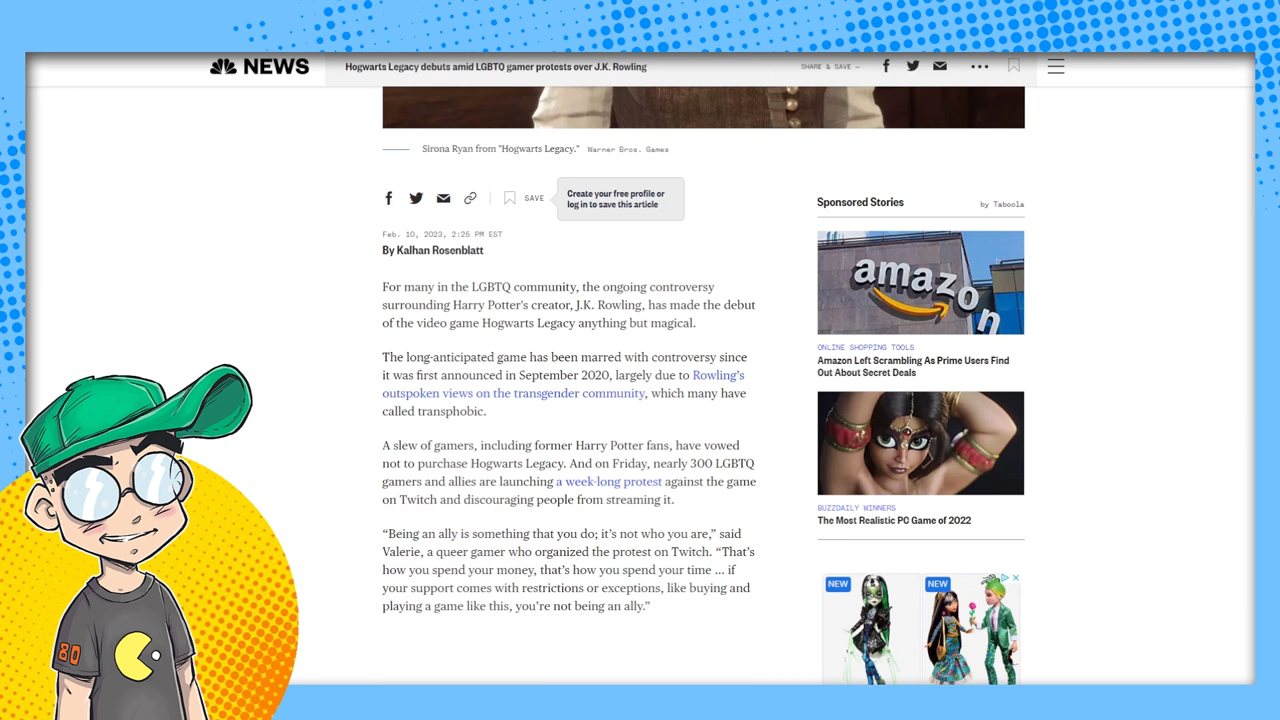 NEWS
Hogwarts Legacy debuts amid LGBTQ gamer protests over J.K. Rowling
SHARE & SAVE —
Sirona Ryan from "Hogwarts Legacy." Warner Bros. Games
SAVE
Create your free profile or
log in to save this article
Feb. 10, 2023, 2:25 PM EST
By Kalhan Rosenblatt
For many in the LGBTQ community, the ongoing controversy
surrounding Harry Potter's creator, J.K. Rowling, has made the debut
of the video game Hogwarts Legacy anything but magical.
The long-anticipated game has been marred with controversy since
it was first announced in September 2020, largely due to Rowling's
outspoken views on the transgender community, which many have
called transphobic.
A slew of gamers, including former Harry Potter fans, have vowed
not to purchase Hogwarts Legacy. And on Friday, nearly 300 LGBTQ
gamers and allies are launching a week-long protest against the game
on Twitch and discouraging people from streaming it.
“Being an ally is something that you do; it’s not who you are,” said
Valerie, a queer gamer who organized the protest on Twitch. “That’s
how you spend your money, that’s how you spend your time ... if
your support comes with restrictions or exceptions, like buying and
playing a game like this, you’re not being an ally.”
Sponsored Stories
by Taboola
amazon
ONLINE SHOPPING TOOLS
Amazon Left Scrambling As Prime Users Find
Out About Secret Deals
BUZZDAILY WINNERS
The Most Realistic PC Game of 2022
NEW
NEW
80